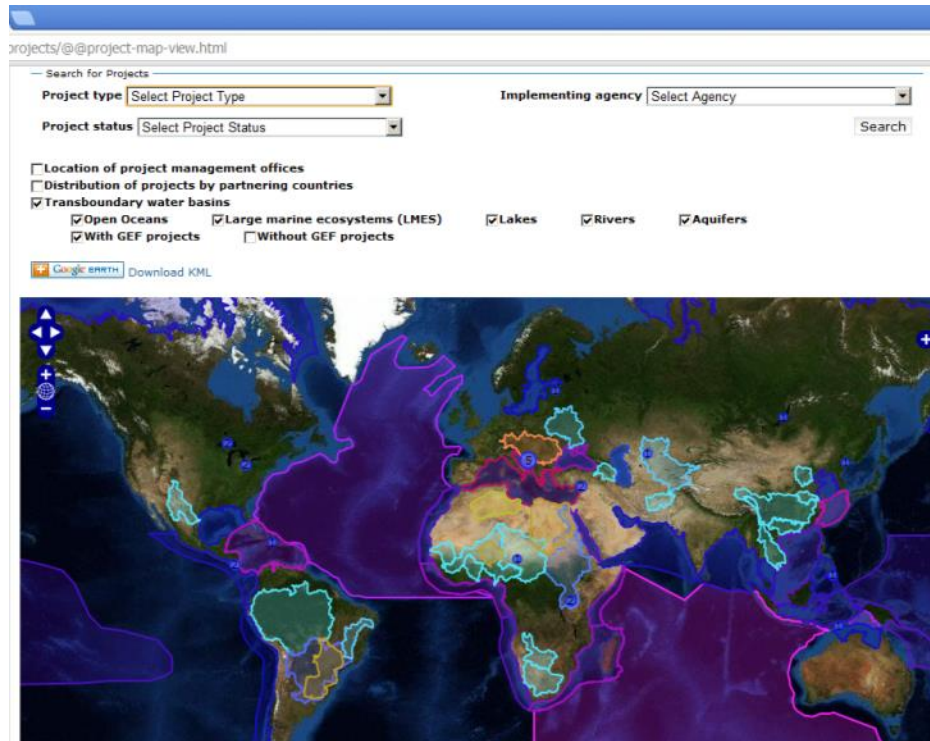 projects/@@project-map-view.html
Search for Projects
Project type Select Project Type Implementing agency Select Agency
Project status Select Project Status Search
Location of project management offices
Distribution of projects by partnering countries
Transboundary water basins
Open Oceans Large marine ecosystems (LMES) Lakes Rivers Aquifers
With GEF projects Without GEF projects
Google EARTH Download KML